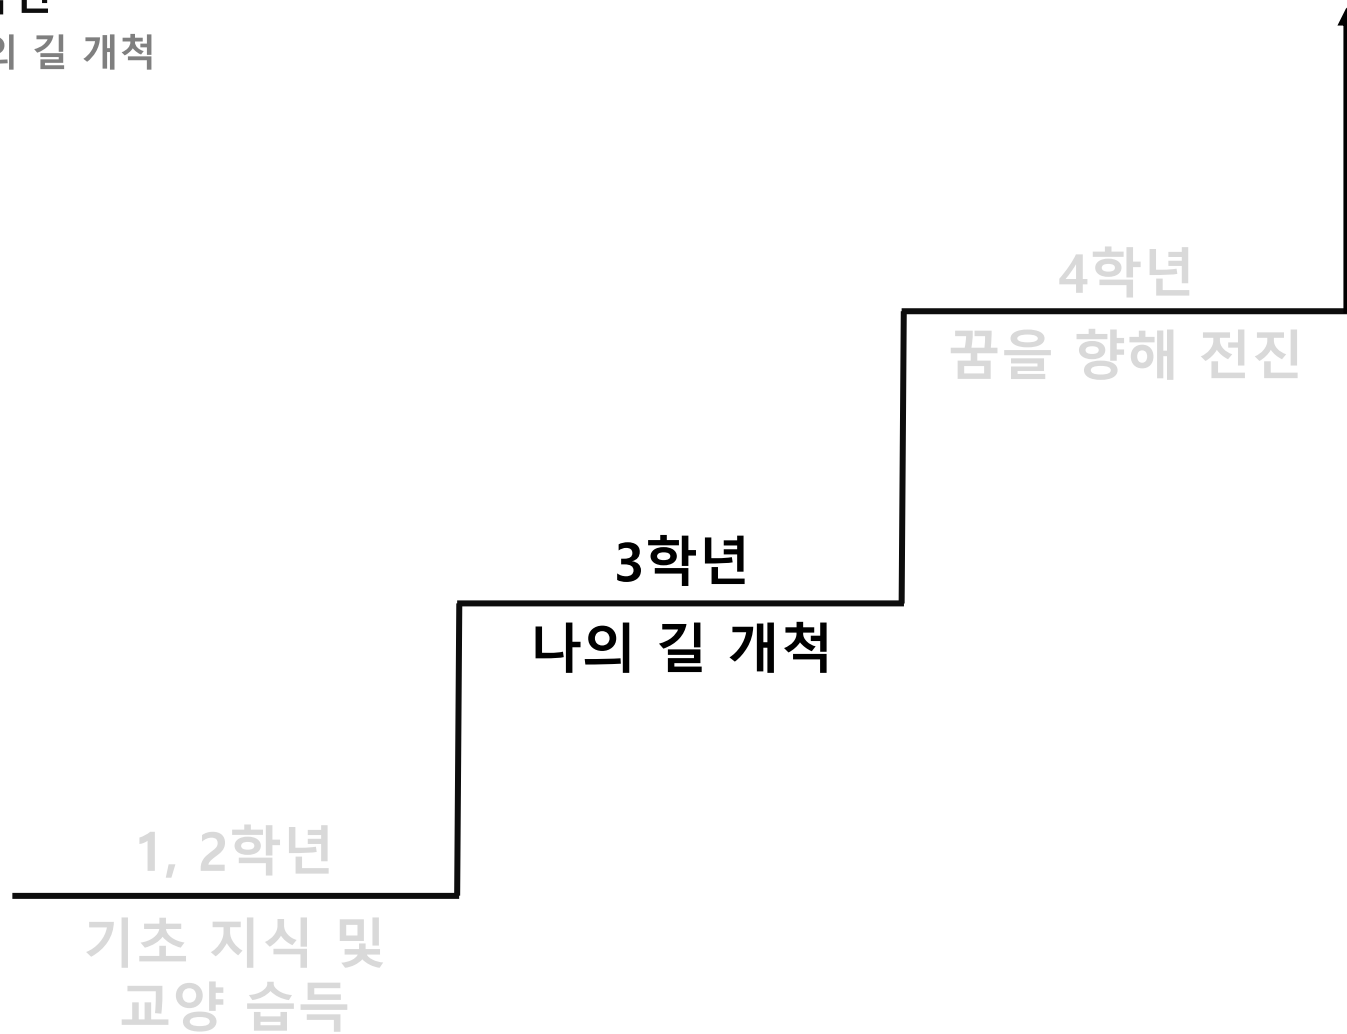 길 개척
4학년
꿈을 향해 전진
3학년
나의 길 개척
1, 2학년
기초 지식 및
교양 습득